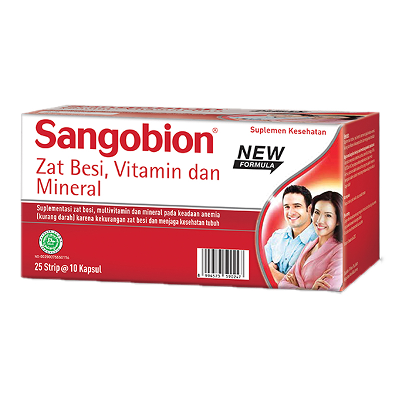 Sangobion®
Suplemen Kesehatan
Zat Besi, Vitamin dan
Mineral
NEW
FORMULA
Suplementasi zat besi, multivitamin dan mineral pada keadaan anemia
(kurang darah) karena kekurangan zat besi dan menjaga kesehatan tubuh
25 Strip @ 10 Kapsul